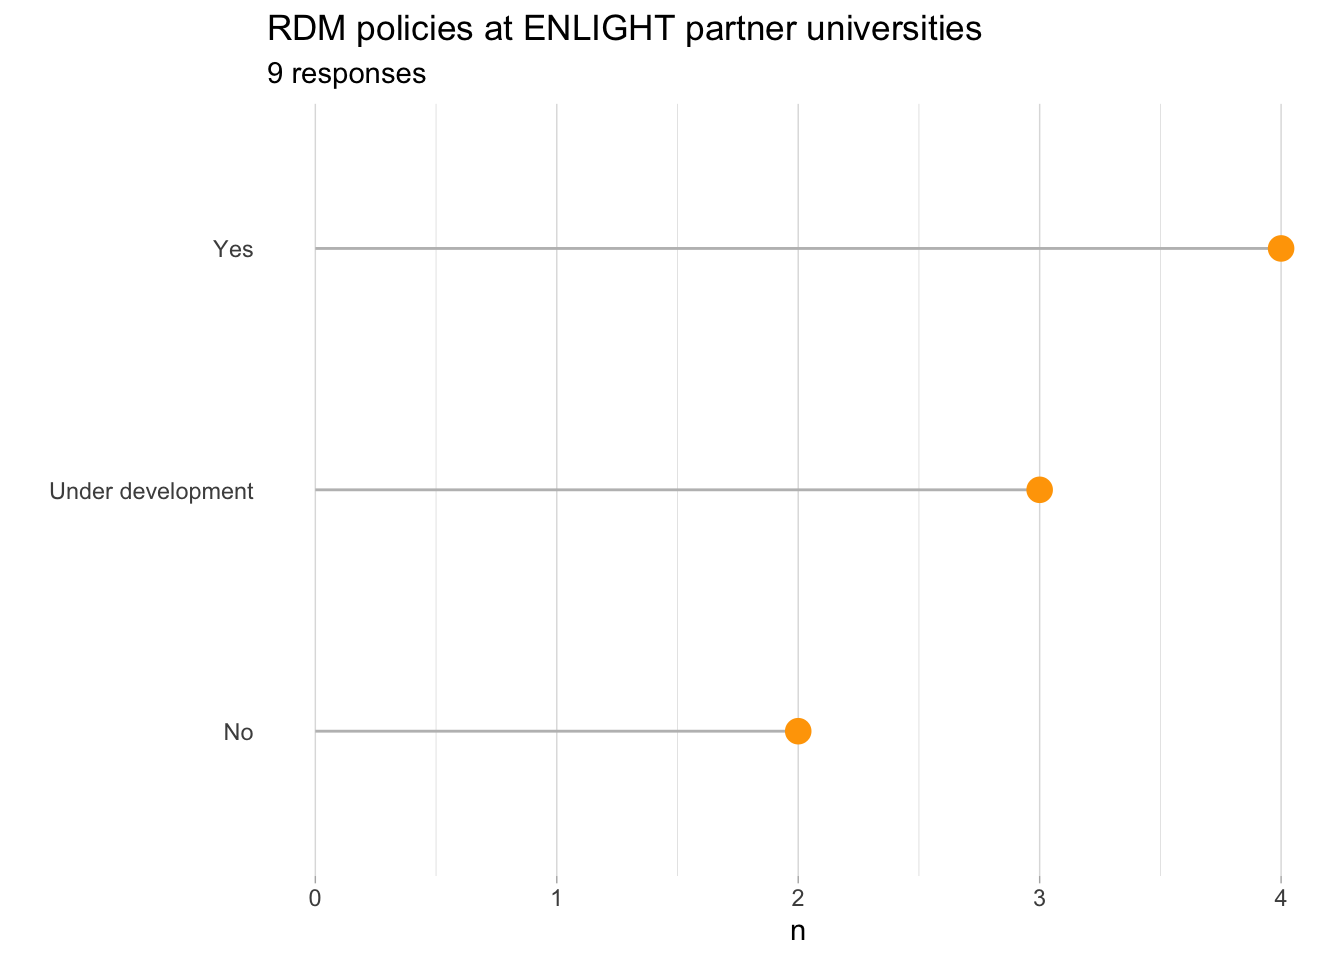 RDM policies at ENLIGHT partner universities
9 responses
Yes
Under development
No
0 1 2 3 4
n